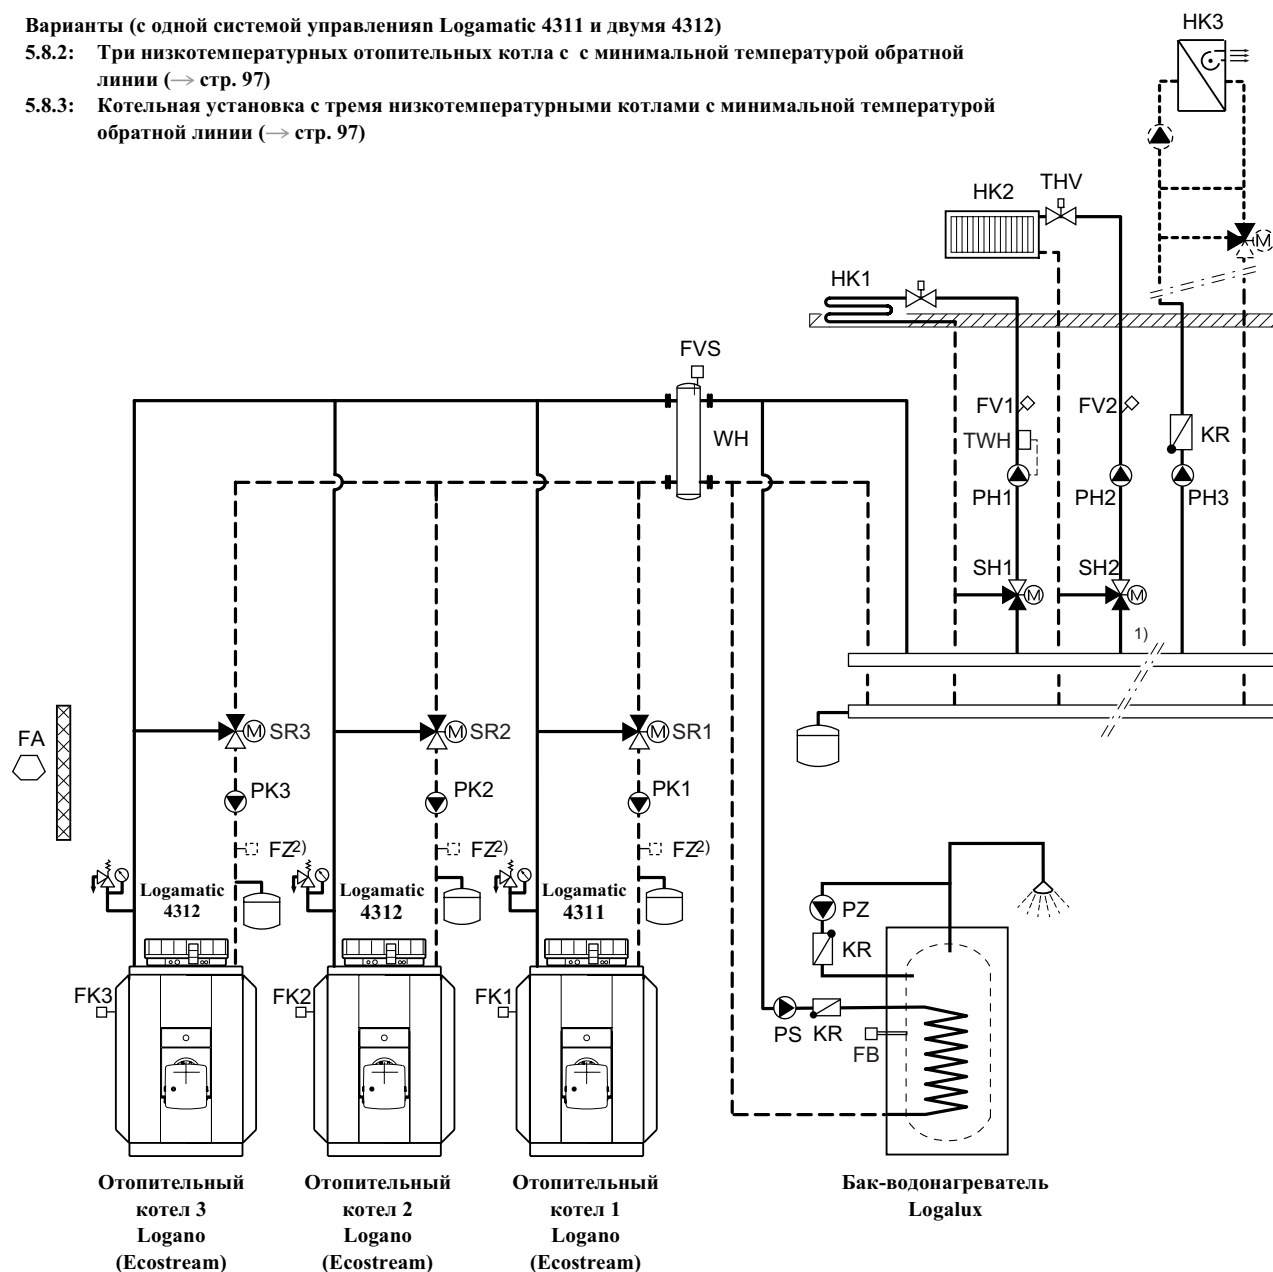 Варианты (с одной системой управленияn Logamatic 4311 и двумя 4312)
5.8.2: Три низкотемпературных отопительных котла с с минимальной температурой обратной
линии (→ стр. 97)
5.8.3: Котельная установка с тремя низкотемпературными котлами с минимальной температурой
обратной линии (→ стр. 97)
HK3
THV
HK2
M
HK1
FVS
FV1
FV2
WH
TWH
KR
PH1
PH2
PH3
SH1
SH2
M
M
1)
FA
M SR3
M SR2
M SR1
PK3
PK2
PK1
FZ2)
FZ2)
FZ2)
Logamatic
4312
Logamatic
4312
Logamatic
4311
PZ
KR
FK3
FK2
FK1
PS
KR
FB
Отопительный
котел 3
Logano
(Ecostream)
Отопительный
котел 2
Logano
(Ecostream)
Отопительный
котел 1
Logano
(Ecostream)
Бак-водонагреватель
Logalux